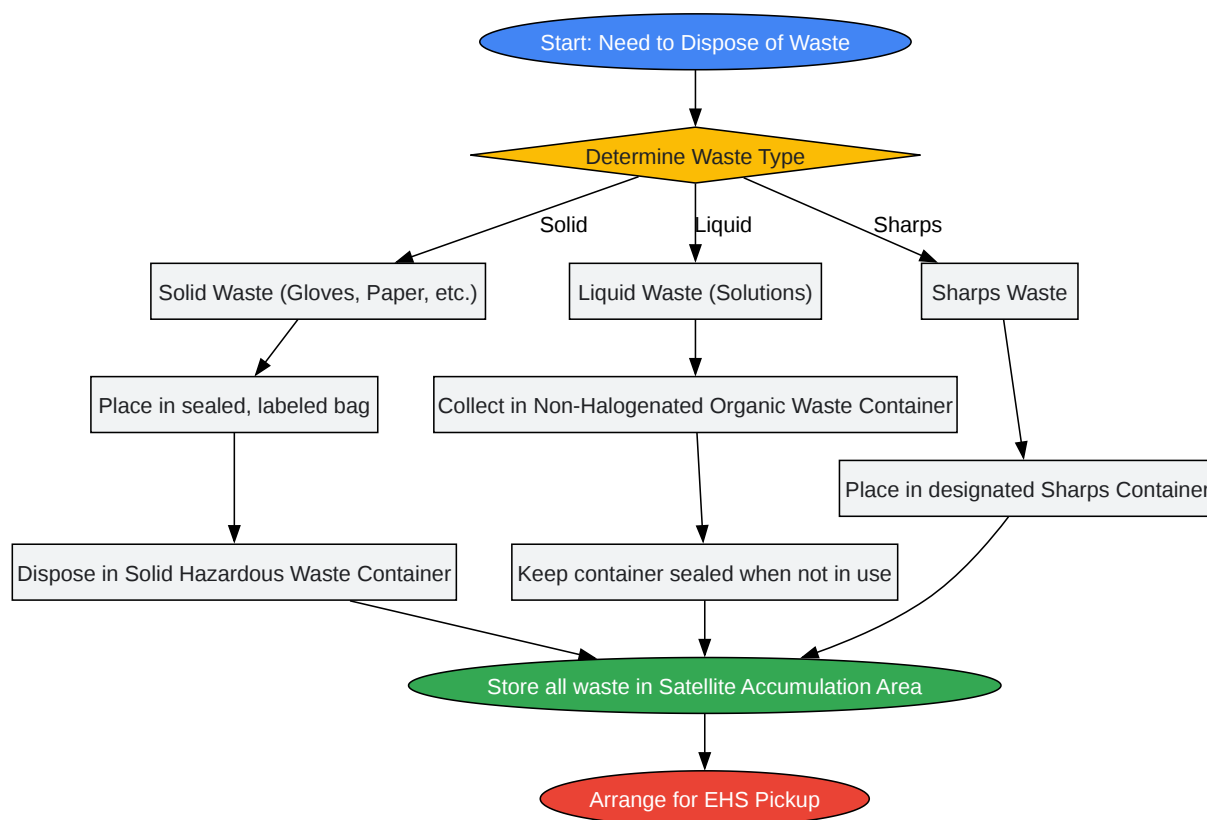 Start: Need to Dispose of Waste
Determine Waste Type
Solid
Liquid
Sharps
Solid Waste (Gloves, Paper, etc.)
Liquid Waste (Solutions)
Sharps Waste
Place in sealed, labeled bag
Collect in Non-Halogenated Organic Waste Container
Place in designated Sharps Container
Dispose in Solid Hazardous Waste Container
Keep container sealed when not in use
Store all waste in Satellite Accumulation Area
Arrange for EHS Pickup